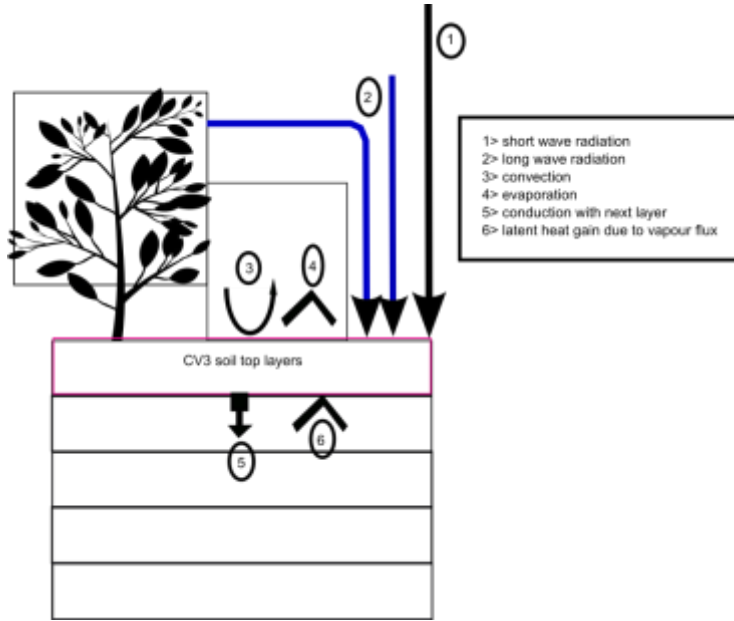 1
2
1> short wave radiation
2> long wave radiation
3> convection
4> evaporation
5> conduction with next layer
6> latent heat gain due to vapour flux
3
4
CV3 soil top layers
6
5